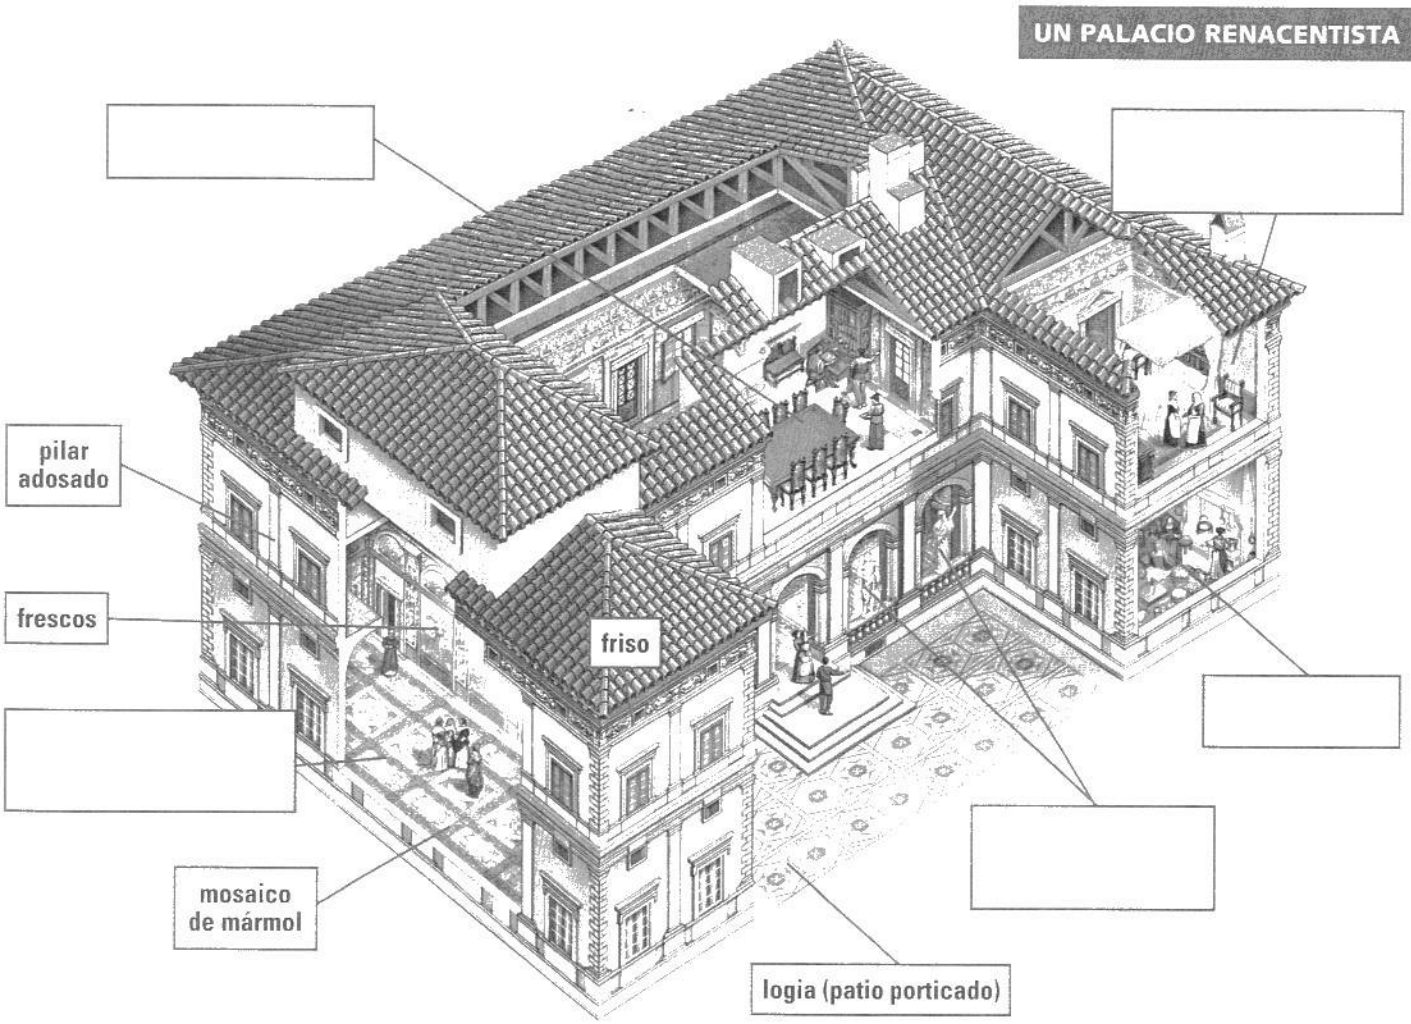 UN PALACIO RENACENTISTA
pilar
adosado
frescos
friso
mosaico
de mármol
logia (patio porticado)